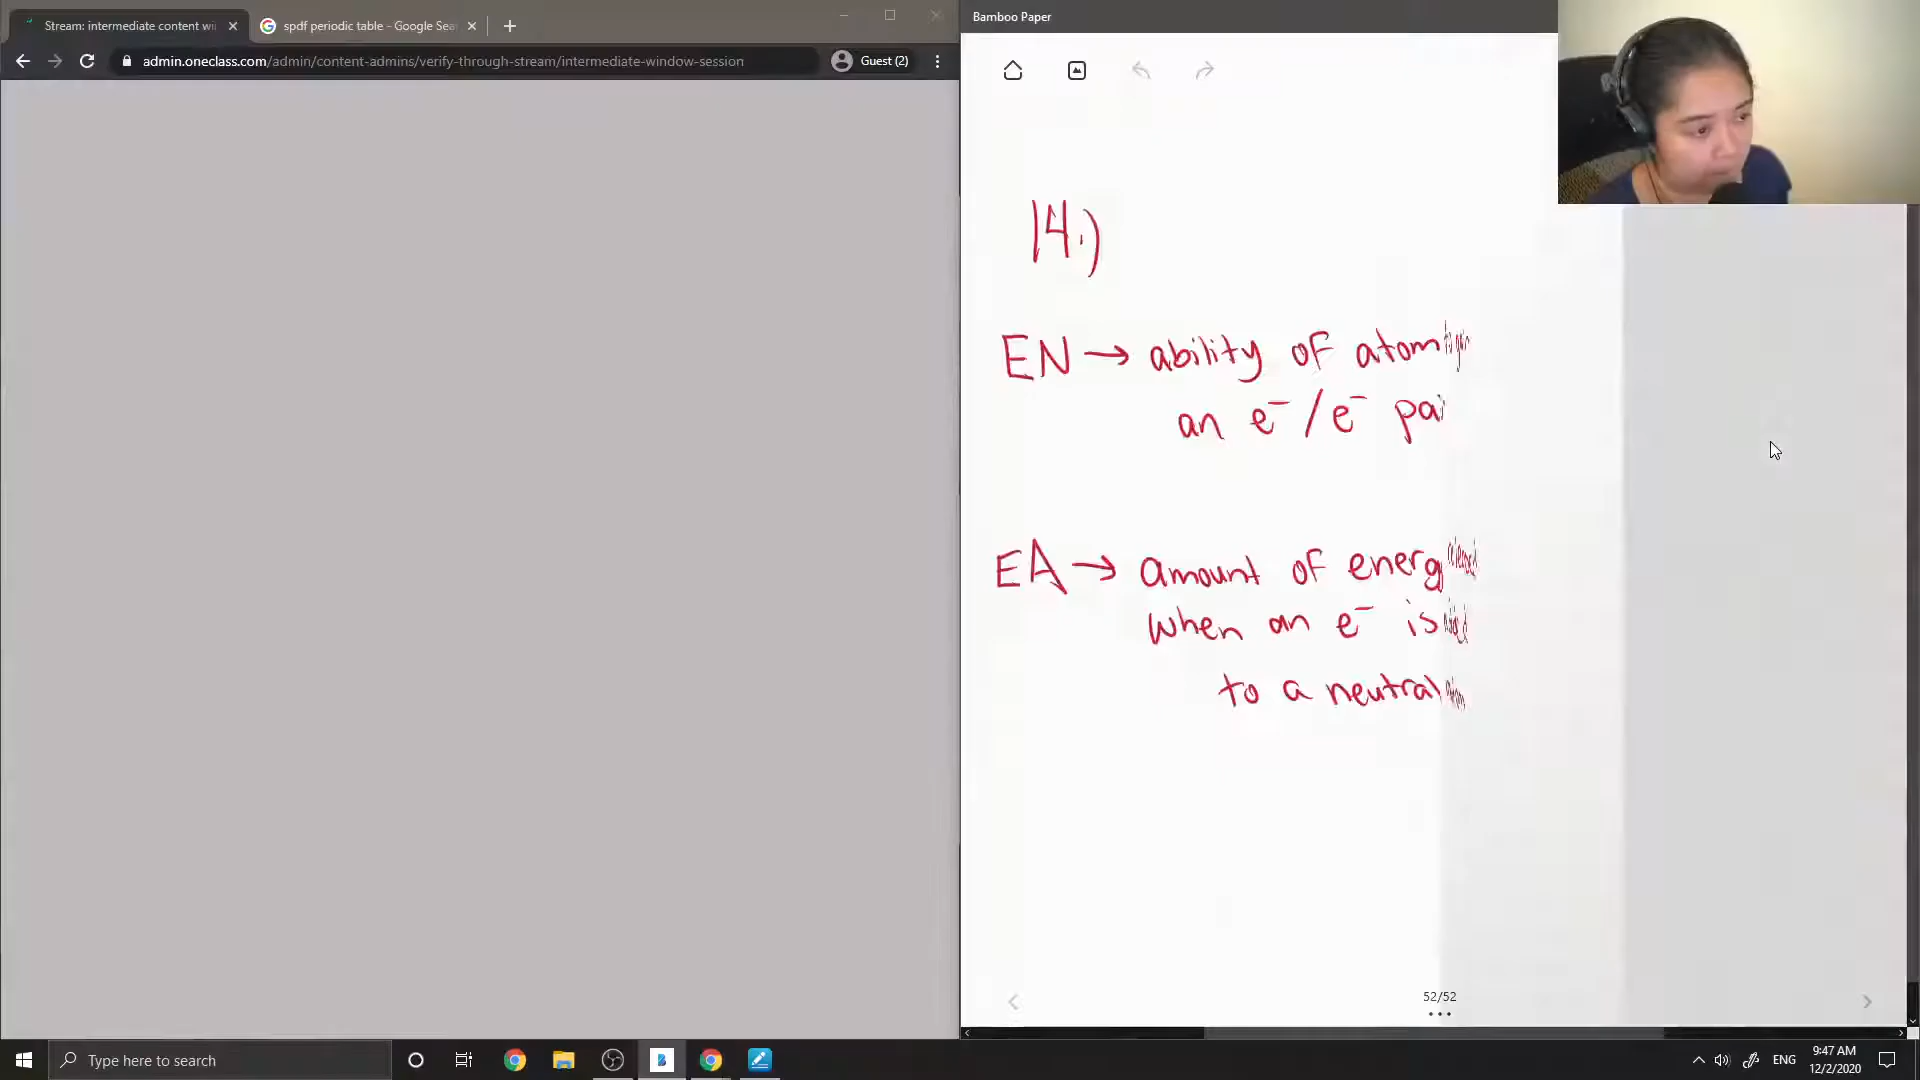 Stream: intermediate content wi
spdf periodic table - Google Sea
Bamboo Paper
admin.oneclass.com/admin/content-admins/verify-through-stream/intermediate-window-session
Guest (2)
14.)
EN → ability of atom
an e⁻/e⁻ pai
EA → amount of energ
when an e⁻ is
to a neutral
52/52
Type here to search
ENG
9:47 AM
12/2/2020